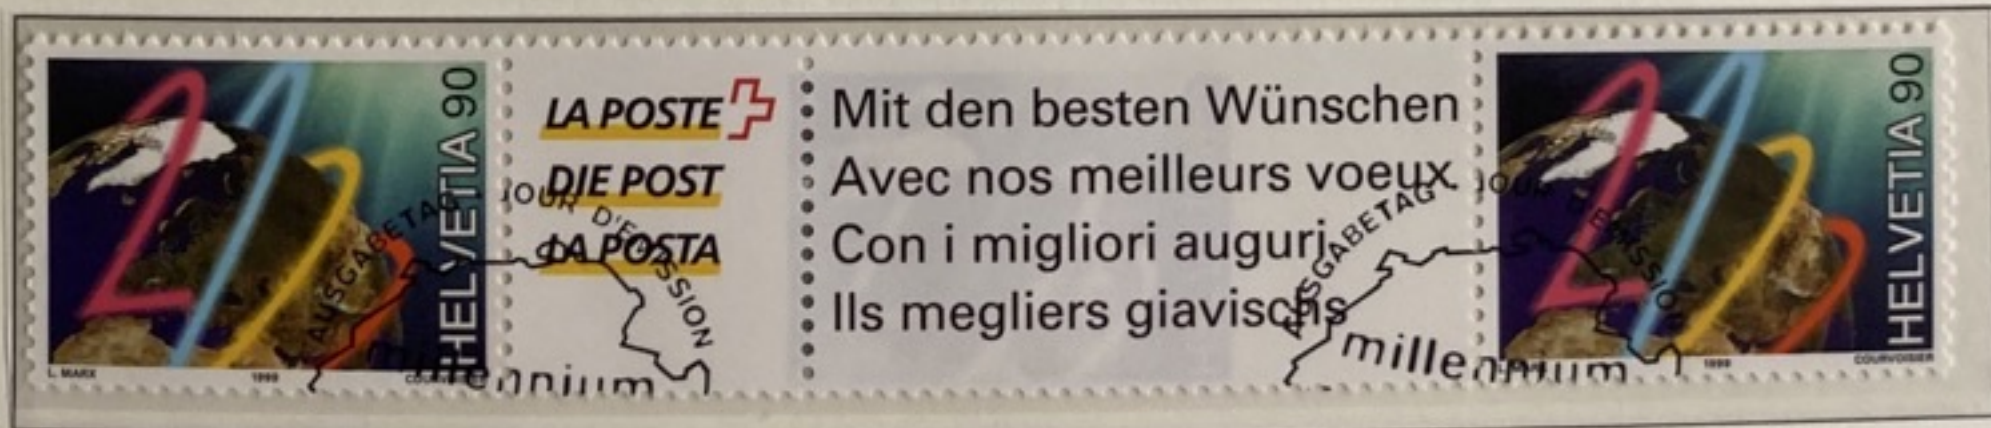 HELVETIA 90
L. MARX 1999 COURVOISIER
LA POSTE
DIE POST
LA POSTA
Mit den besten Wünschen
Avec nos meilleurs voeux
Con i migliori auguri
Ils megliers giavischs
AUSGABETAG JOUR D'EMISSION
millennium
AUSGABETAG JOUR D'EMISSION
millennium
HELVETIA 90
1999 COURVOISIER